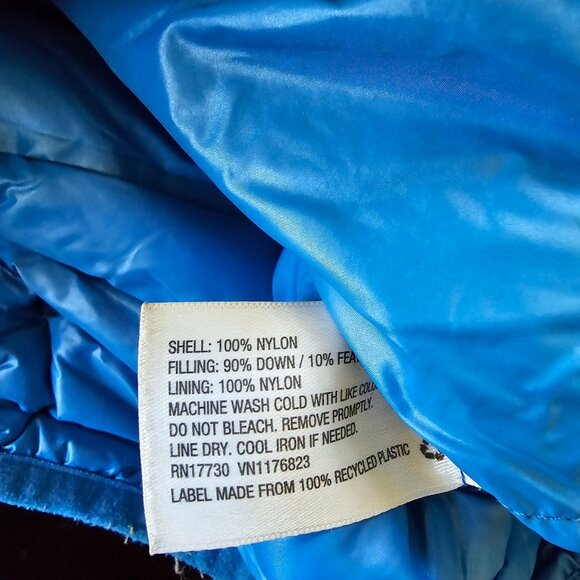 SHELL: 100% NYLON
FILLING: 90% DOWN / 10%
LINING: 100% NYLON
MACHINE WASH COLD WITH LIKE
DO NOT BLEACH. REMOVE PROMPTLY.
LINE DRY. COOL IRON IF NEEDED.
RN17730 VN1176823
LABEL MADE FROM 100% RECYCLED PLASTIC